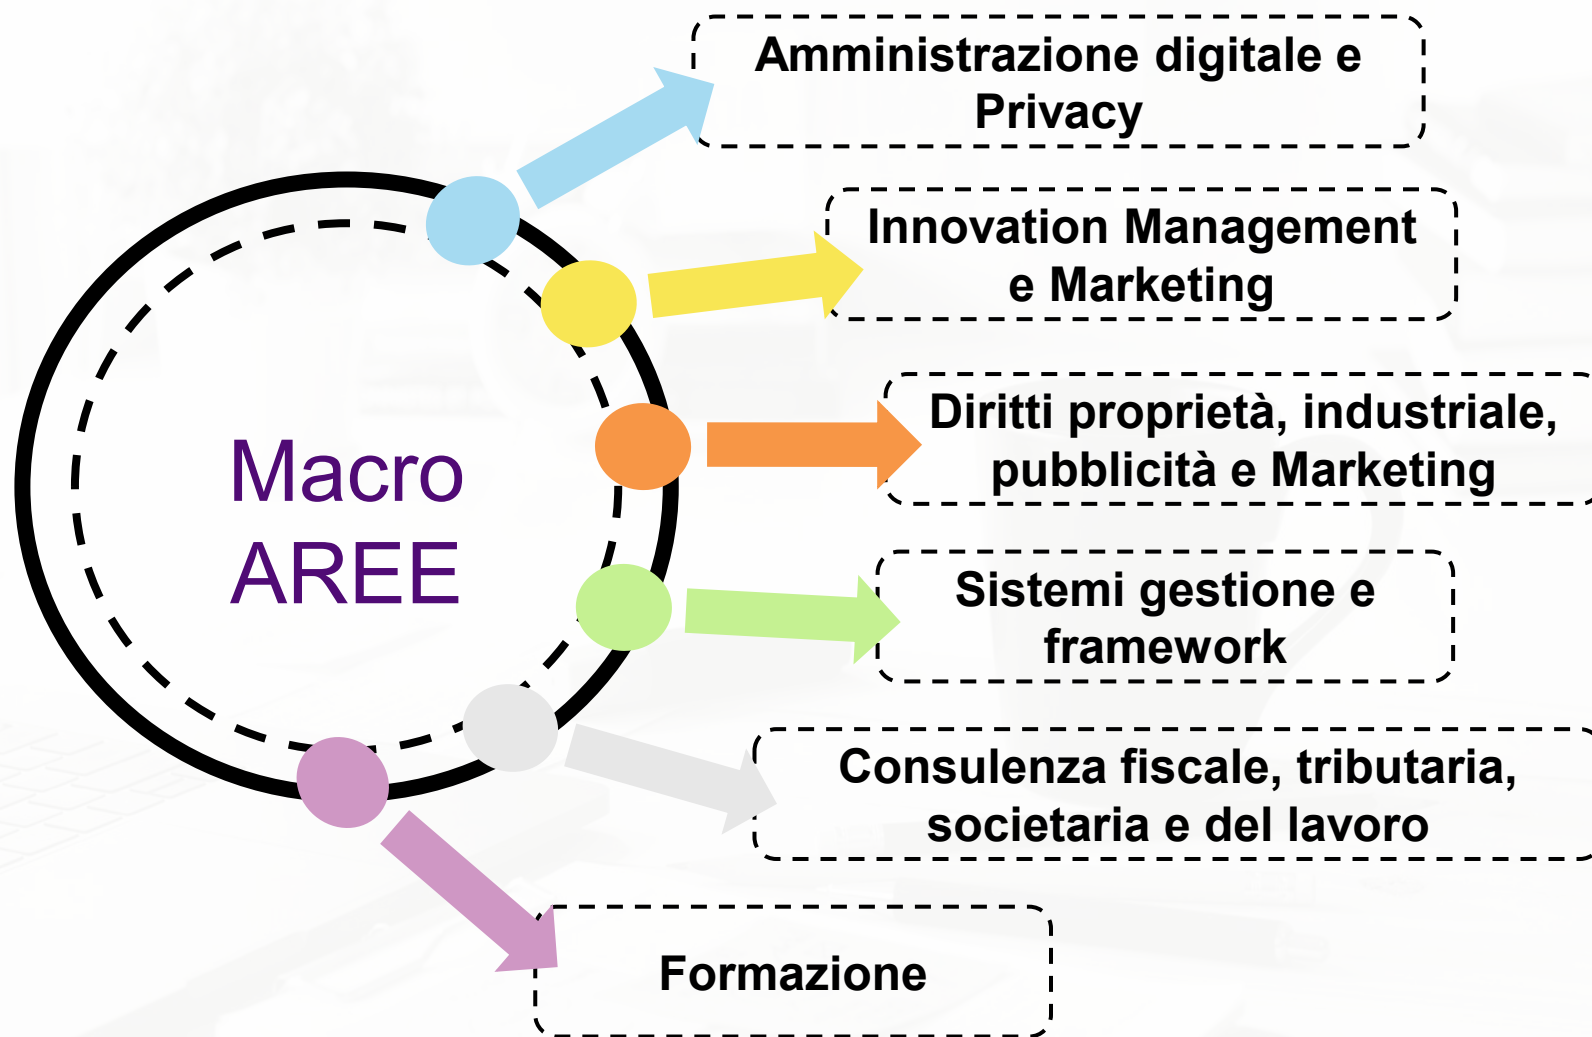 Amministrazione digitale e
Privacy
Innovation Management
e Marketing
Diritti proprietà, industriale,
pubblicità e Marketing
Macro
AREE
Sistemi gestione e
framework
Consulenza fiscale, tributaria,
societaria e del lavoro
Formazione